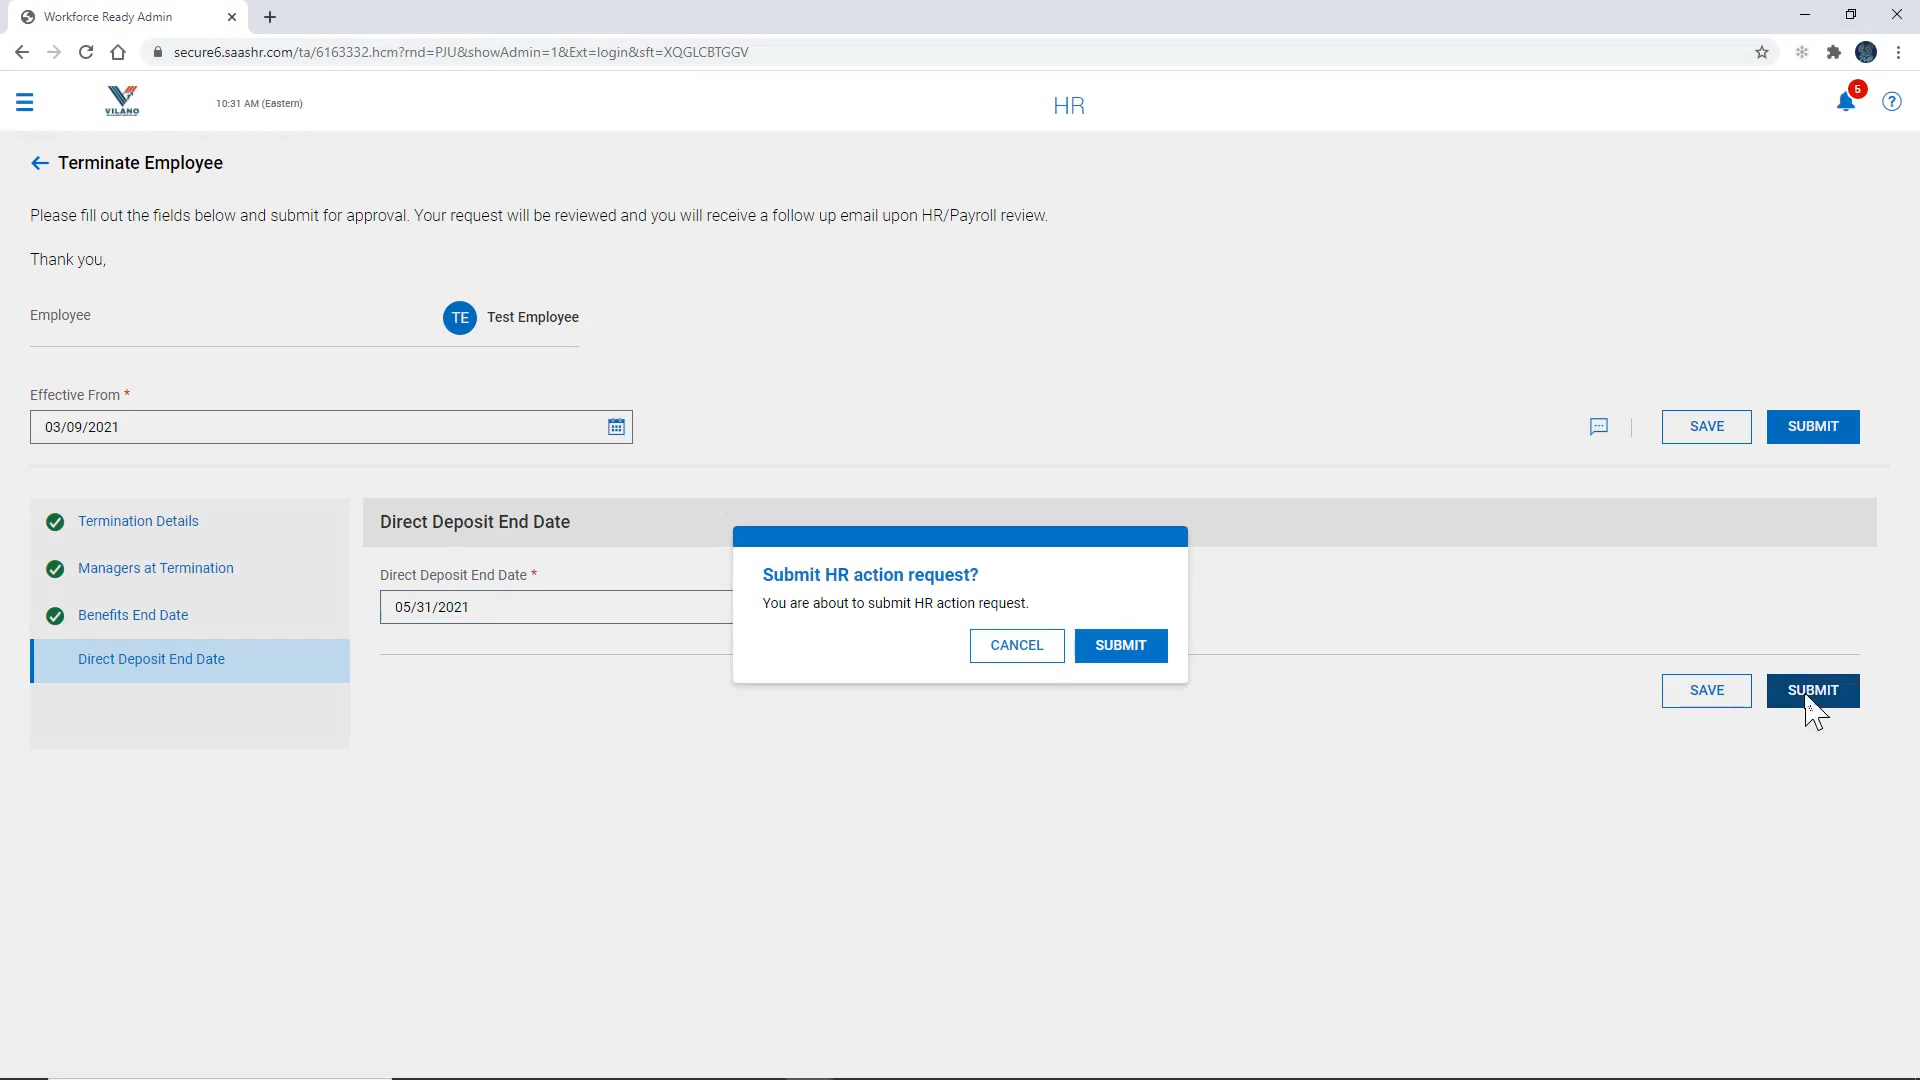 Workforce Ready Admin
secure6.saashr.com/ta/6163332.hcm?rnd=PJU&showAdmin=1&Ext=login&sft=XQGLCBTGGV
VILANO
10:31 AM (Eastern)
HR
5
?
Terminate Employee
Please fill out the fields below and submit for approval. Your request will be reviewed and you will receive a follow up email upon HR/Payroll review.
Thank you,
Employee
TE Test Employee
Effective From *
03/09/2021
SAVE SUBMIT
Termination Details
Managers at Termination
Benefits End Date
Direct Deposit End Date
Direct Deposit End Date
Direct Deposit End Date *
05/31/2021
Submit HR action request?
You are about to submit HR action request.
CANCEL SUBMIT
SAVE SUBMIT